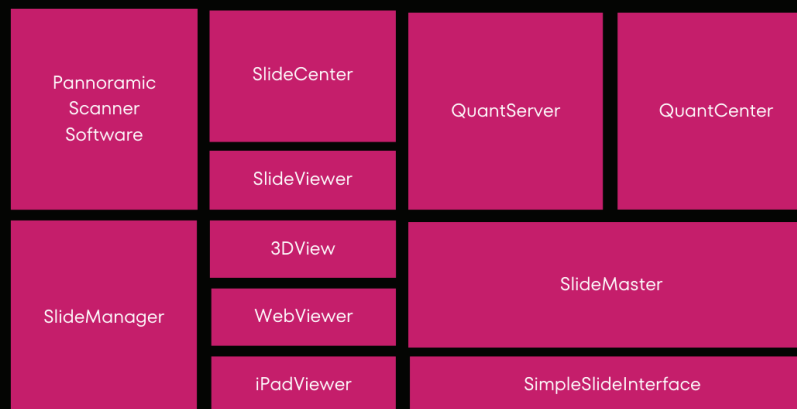 Pannoramic
Scanner
Software
SlideCenter
QuantServer
QuantCenter
SlideViewer
3DView
SlideManager
WebViewer
SlideMaster
iPadViewer
SimpleSlideInterface